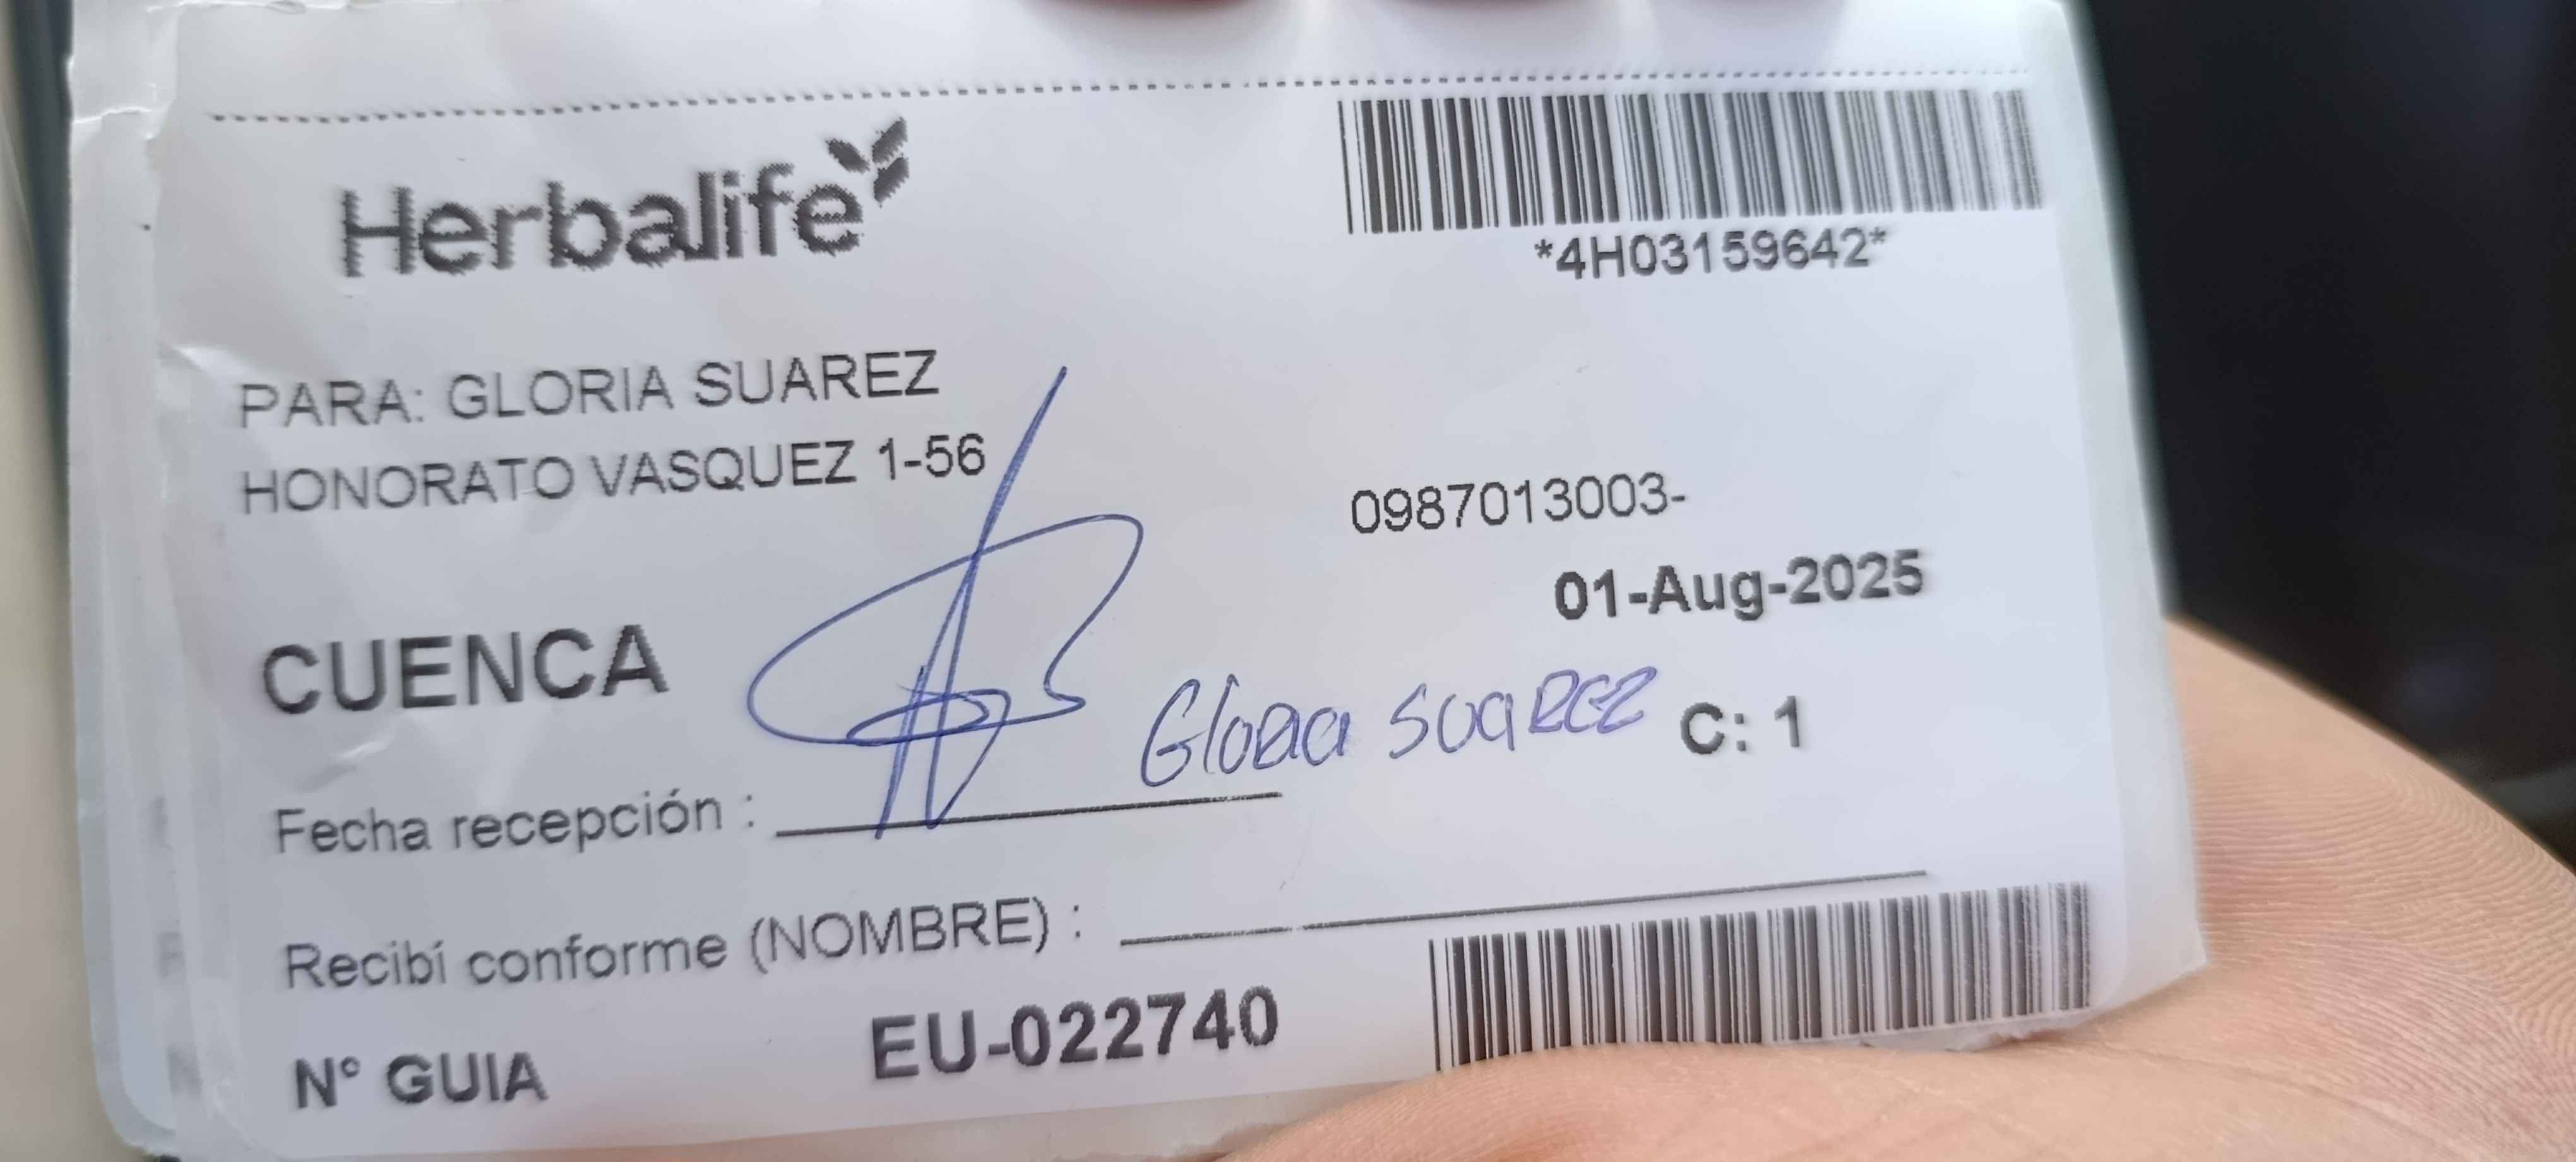 Herbalife
*4H03159642*
PARA: GLORIA SUAREZ
HONORATO VASQUEZ 1-56
0987013003-
01-Aug-2025
CUENCA
Gloria SUAREZ
C: 1
Fecha recepción :
Recibí conforme (NOMBRE) :
N° GUIA EU-022740